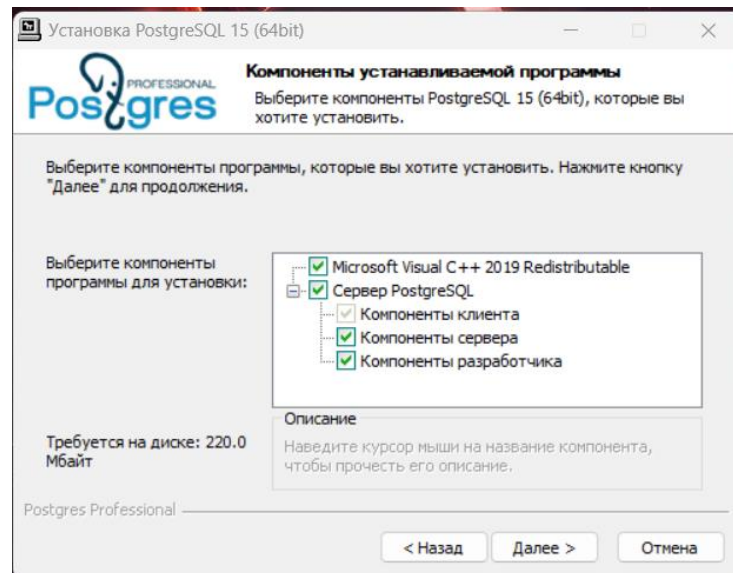 Установка PostgreSQL 15 (64bit)
PROFESSIONAL
Postgres
Компоненты устанавливаемой программы
Выберите компоненты PostgreSQL 15 (64bit), которые вы
хотите установить.
Выберите компоненты программы, которые вы хотите установить. Нажмите кнопку
"Далее" для продолжения.
Выберите компоненты
программы для установки:
Microsoft Visual C++ 2019 Redistributable
Сервер PostgreSQL
Компоненты клиента
Компоненты сервера
Компоненты разработчика
Требуется на диске: 220.0
Мбайт
Описание
Наведите курсор мыши на название компонента,
чтобы прочесть его описание.
Postgres Professional
< Назад
Далее >
Отмена